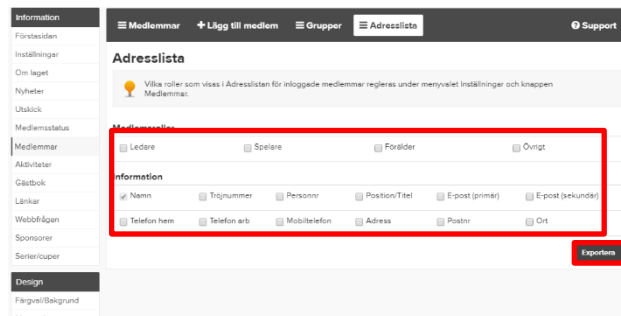 Information
Förstasidan
Inställningar
Om laget
Nyheter
Utskick
Medlemsstatus
Medlemmar
Aktiviteter
Gästbok
Länkar
Webbfrågan
Sponsorer
Serier/cuper
Design
Färgval/Bakgrund
Medlemmar Lägg till medlem Grupper Adresslista Support
Adresslista
Vilka roller som visas i Adresslistan för inloggade medlemmar regleras under menyvalet Inställningar och knappen
Medlemmar.
Medlemsroller
Ledare Spelare Förälder Övrigt
Information
Namn Tröjnummer Personnr Position/Titel E-post (primär) E-post (sekundär)
Telefon hem Telefon arb Mobiltelefon Adress Postnr Ort
Exportera